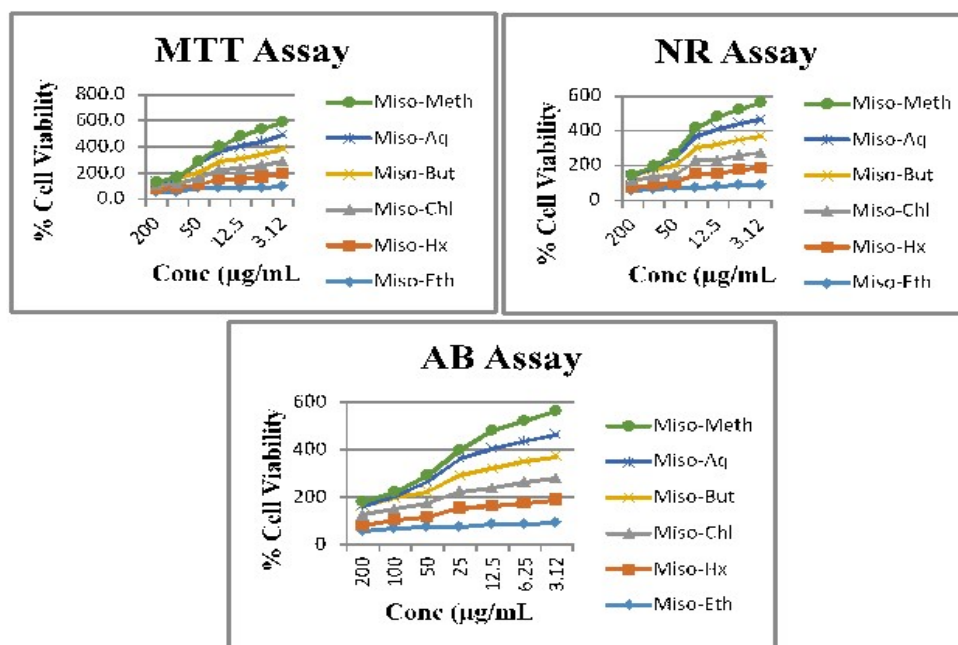 MTT Assay
% Cell Viability
800.0
600.0
400.0
200.0
0.0
200
50
12.5
3.12
Conc (µg/mL
Miso-Meth
Miso-Aq
Miso-But
Miso-Chl
Miso-Hx
Miso-Eth
NR Assay
% Cell Viability
600
400
200
0
200
50
12.5
3.12
Conc (µg/mL
Miso-Meth
Miso-Aq
Miso-But
Miso-Chl
Miso-Hx
Miso-Eth
AB Assay
% Cell Viability
600
400
200
0
200
100
50
25
12.5
6.25
3.12
Conc (µg/mL
Miso-Meth
Miso-Aq
Miso-But
Miso-Chl
Miso-Hx
Miso-Eth